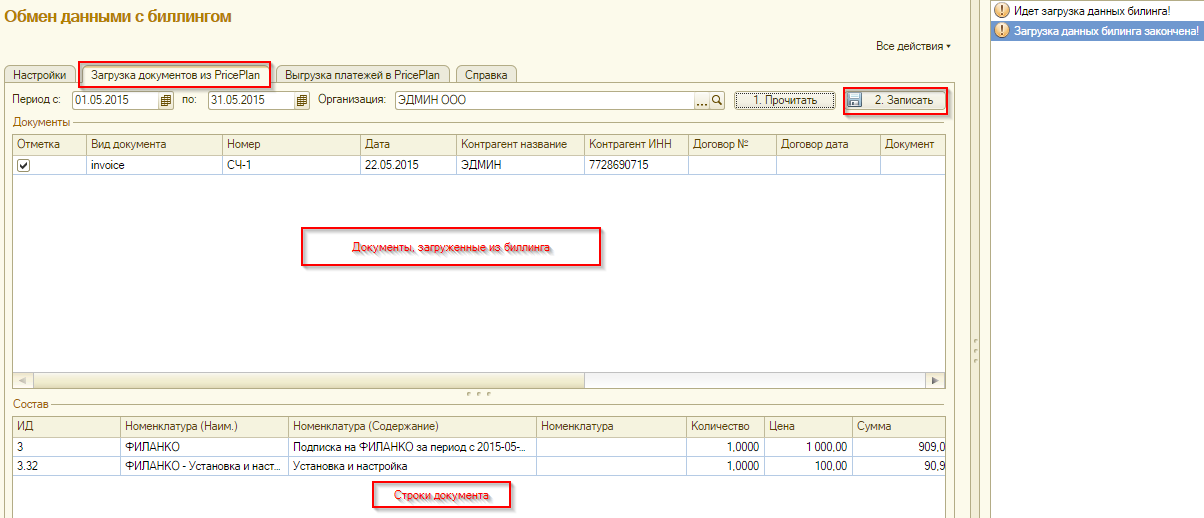 Обмен данными с биллингом
Все действия
Настройки Загрузка документов из PricePlan Выгрузка платежей в PricePlan Справка
Период с: 01.05.2015 по: 31.05.2015 Организация: ЭДМИН ООО ... 1. Прочитать 2. Записать
Документы
Отметка Вид документа Номер Дата Контрагент название Контрагент ИНН Договор № Договор дата Документ
invoice СЧ-1 22.05.2015 ЭДМИН 7728690715
Документы, загруженные из биллинга
Состав
ИД Номенклатура (Наим.) Номенклатура (Содержание) Номенклатура Количество Цена Сумма
3 ФИЛАНКО Подписка на ФИЛАНКО за период с 2015-05-... 1,0000 1 000,00 909,0
3.32 ФИЛАНКО - Установка и наст... Установка и настройка 1,0000 100,00 90,9
Строки документа
Идет загрузка данных билинга!
Загрузка данных билинга закончена!